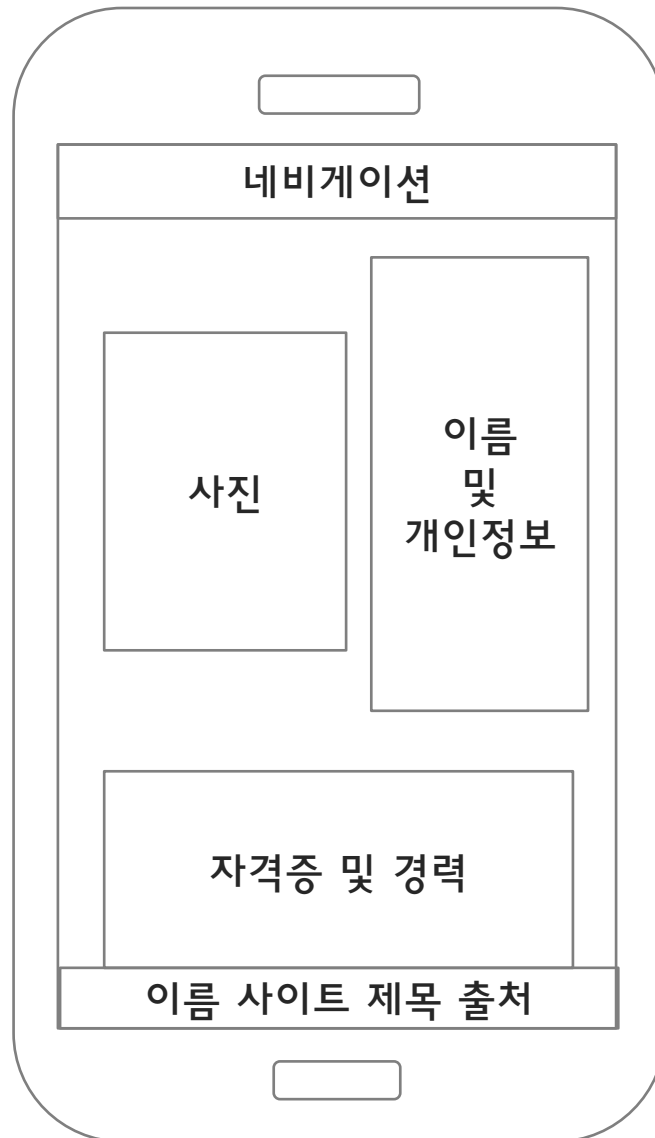 네비게이션
사진
이름
및
개인정보
자격증 및 경력
이름 사이트 제목 출처